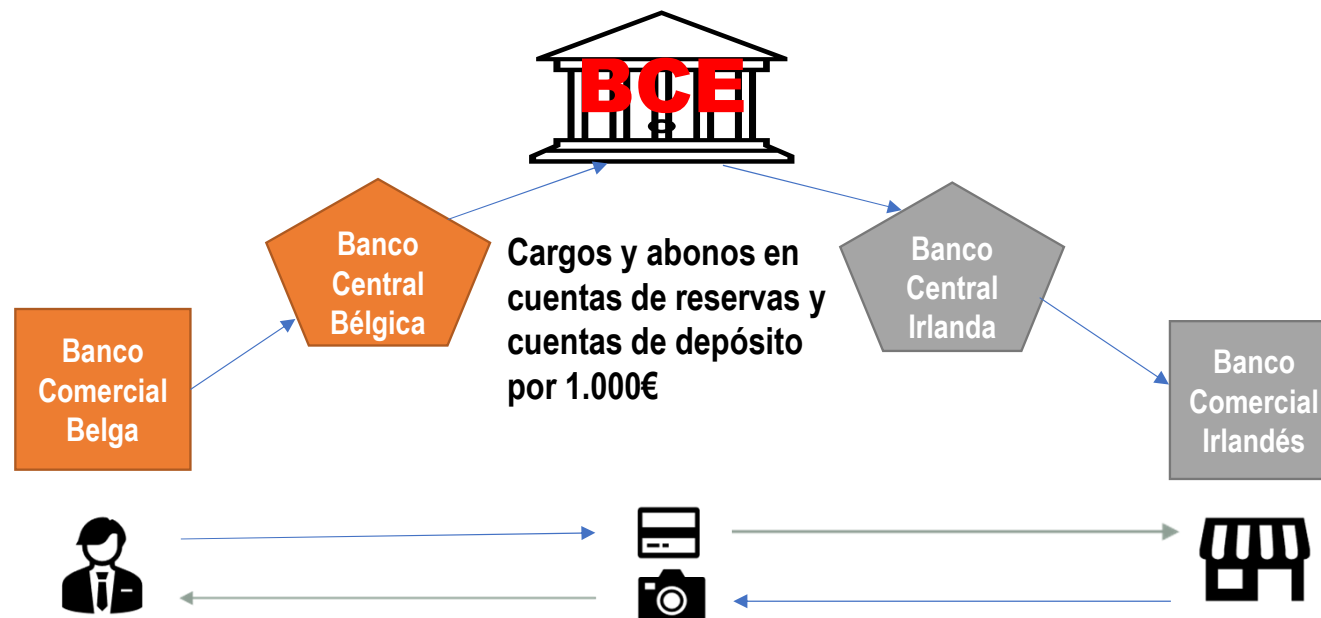 BCE
Banco
Central
Bélgica
Cargos y abonos en
cuentas de reservas y
cuentas de depósito
por 1.000€
Banco
Central
Irlanda
Banco
Comercial
Belga
Banco
Comercial
Irlandés